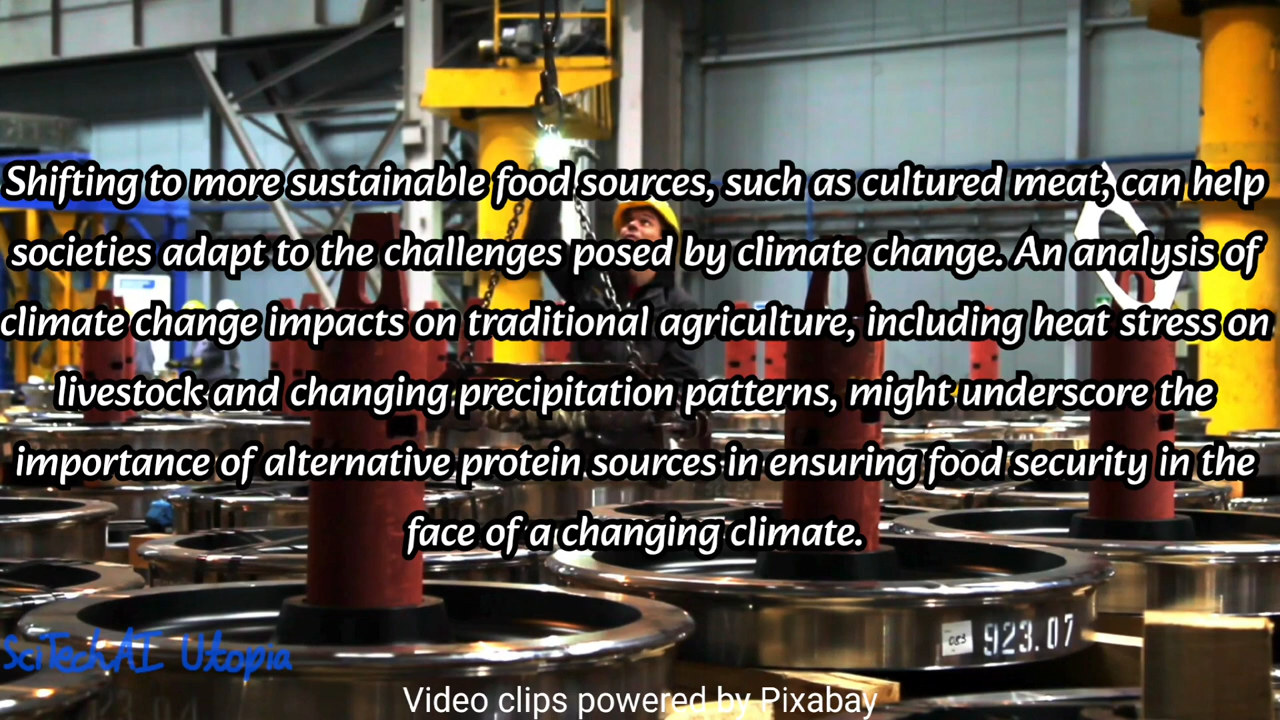 Shifting to more sustainable food sources, such as cultured meat, can help
societies adapt to the challenges posed by climate change. An analysis of
climate change impacts on traditional agriculture, including heat stress on
livestock and changing precipitation patterns, might underscore the
importance of alternative protein sources in ensuring food security in the
face of a changing climate.
083
923.07
SciTechAI Utopia
Video clips powered by Pixabay